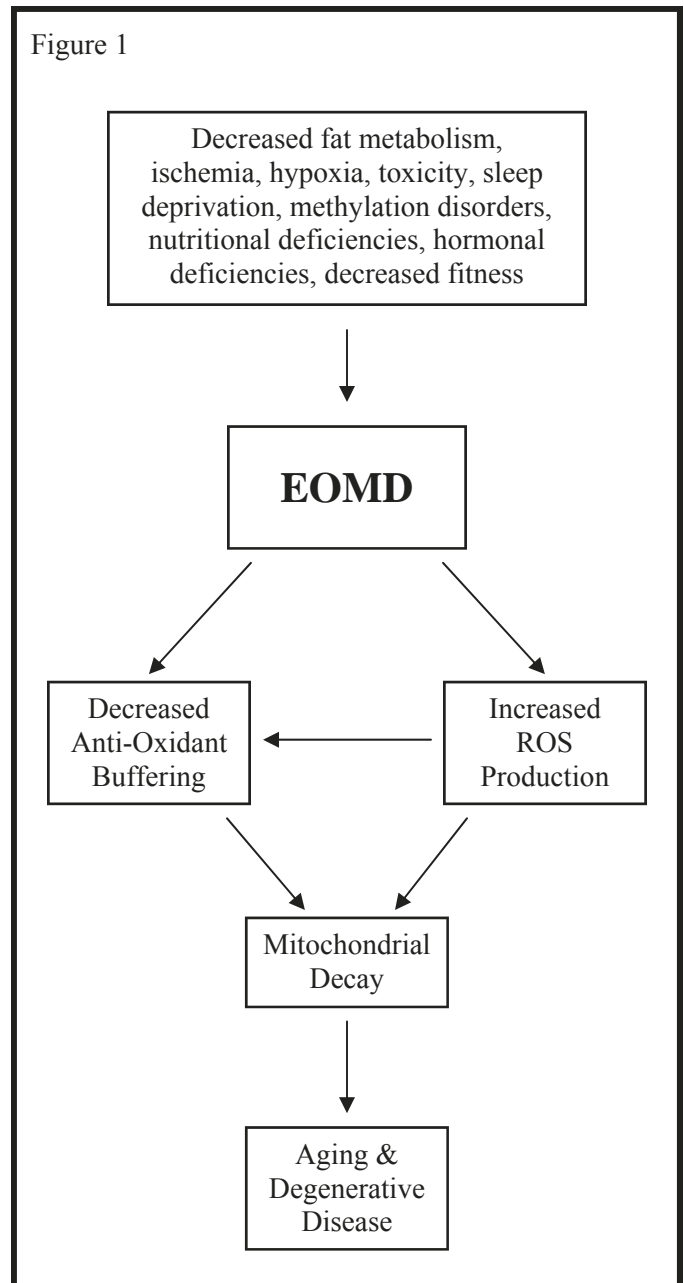 Figure 1
Decreased fat metabolism,
ischemia, hypoxia, toxicity, sleep
deprivation, methylation disorders,
nutritional deficiencies, hormonal
deficiencies, decreased fitness
EOMD
Decreased
Anti-Oxidant
Buffering
Increased
ROS
Production
Mitochondrial
Decay
Aging &
Degenerative
Disease